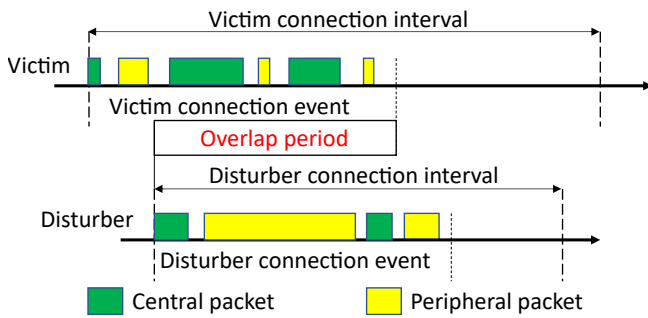 Victim connection interval
Victim
Victim connection event
Overlap period
Disturber connection interval
Disturber
Disturber connection event
Central packet
Peripheral packet